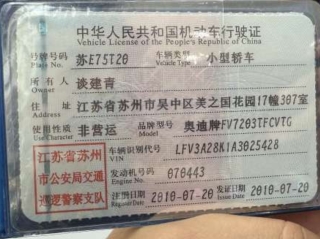 中华人民共和国机动车行驶证
Vehicle License of the People's Republic of China
号牌号码 苏E75T20 车辆类型 小型轿车
Plate No. Vehicle Type
所有人 谈建青
Owner
住址 江苏省苏州市吴中区美之国花园17幢307室
Address
使用性质 非营运 品牌型号 奥迪牌FV7203TFCVTG
Use Character Model
江苏省苏州
市公安局交通
巡逻警察支队
车辆识别代号 LFV3A28K1A3025428
VIN
发动机号码 070443
Engine No.
注册日期 2010-07-20 发证日期 2010-07-20
Register Date Issue Date